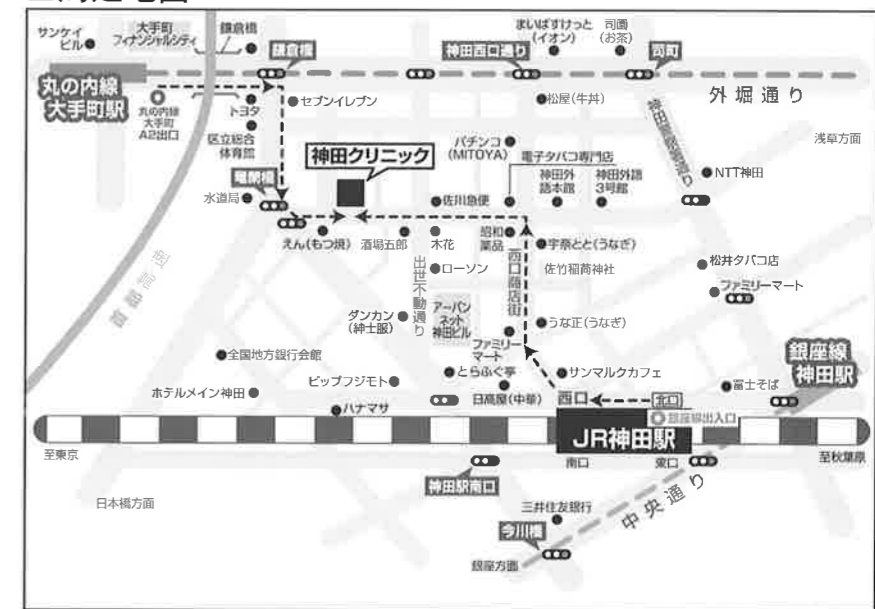 サンケイ
ビル
大手町
フィナンシャルシティ
鎌倉橋
鎌倉橋
まいばすけっと
(イオン)
司園
(お茶)
神田西口通り
司町
丸の内線
大手町駅
丸の内線
大手町
A2出口
トヨタ
区立総合
体育館
セブンイレブン
松屋(牛丼)
外堀通り
浅草方面
神田警察署通り
NTT神田
パチンコ
(MITOYA)
電子タバコ専門店
神田外
語本館
神田外語
3号館
神田クリニック
竜閑橋
水道局
佐川急便
えん(もつ焼)
酒場五郎
木花
昭和
薬品
宇奈とと(うなぎ)
佐竹稲荷神社
松井タバコ店
ファミリーマート
ローソン
出世不動通り
西口商店街
首都高速
アーバン
ネット
神田ビル
ダンカン
(紳士服)
うな正(うなぎ)
ファミリー
マート
全国地方銀行会館
とらふぐ亭
サンマルクカフェ
銀座線
神田駅
ホテルメイン神田
ピップフジモト
日高屋(中華)
西口
北口
富士そば
ハナマサ
銀座線出入口
JR神田駅
至東京
南口
東口
至秋葉原
神田駅南口
日本橋方面
三井住友銀行
今川橋
中央通り
銀座方面